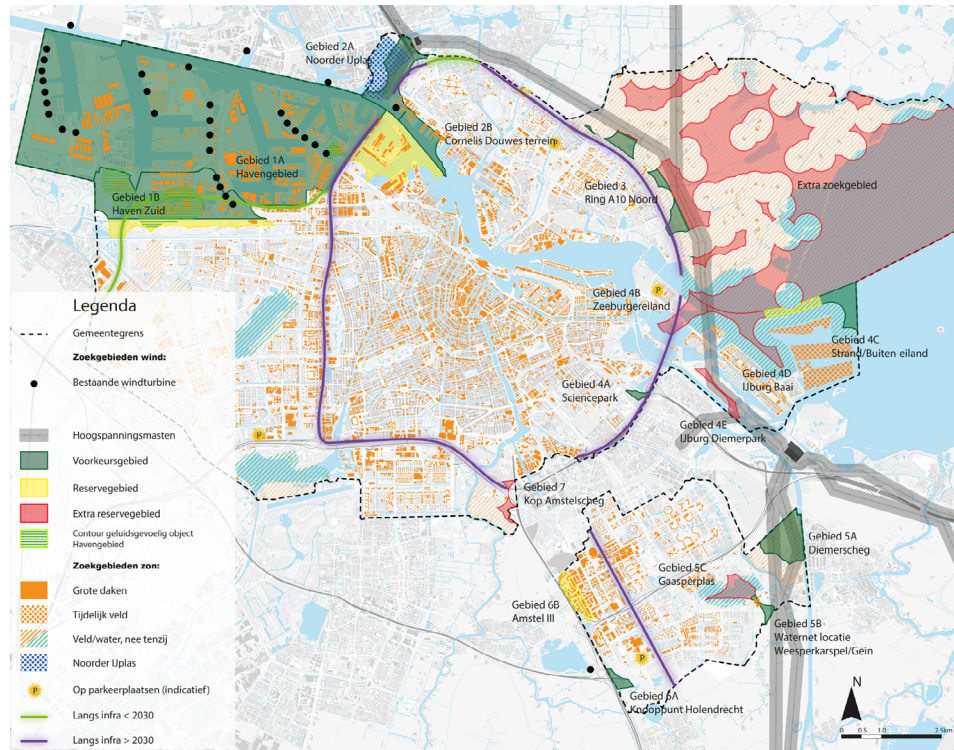 Gebied 2A
Noorder IJplas
Gebied 2B
Cornelis Douwes terrein
Gebied 1A
Havengebied
Gebied 3
Ring A10 Noord
Extra zoekgebied
Gebied 1B
Haven Zuid
Gebied 4B
Zeeburgereiland
P
Gebied 4C
Strand/Buiten-eiland
Gebied 4D
IJburg Baai
Gebied 4A
Sciencepark
Gebied 4E
IJburg Diemerpark
Gebied 7
Kop Amstelscheg
Gebied 5A
Diemerscheg
Gebied 5C
Gaasperplas
Gebied 6B
Amstel III
Gebied 5B
Waternet locatie
Weesperkarspel/Gein
Gebied 6A
Knooppunt Holendrecht
P
P
P
Legenda
Gemeentegrens
Zoekgebieden wind:
Bestaande windturbine
Hoogspanningsmasten
Voorkeursgebied
Reservegebied
Extra reservegebied
Contour geluidsgevoelig object
Havengebied
Zoekgebieden zon:
Grote daken
Tijdelijk veld
Veld/water, nee tenzij
Noorder IJplas
P
Op parkeerplaatsen (indicatief)
Langs infra < 2030
Langs infra > 2030
N
0 0.5 1.0 2.5km